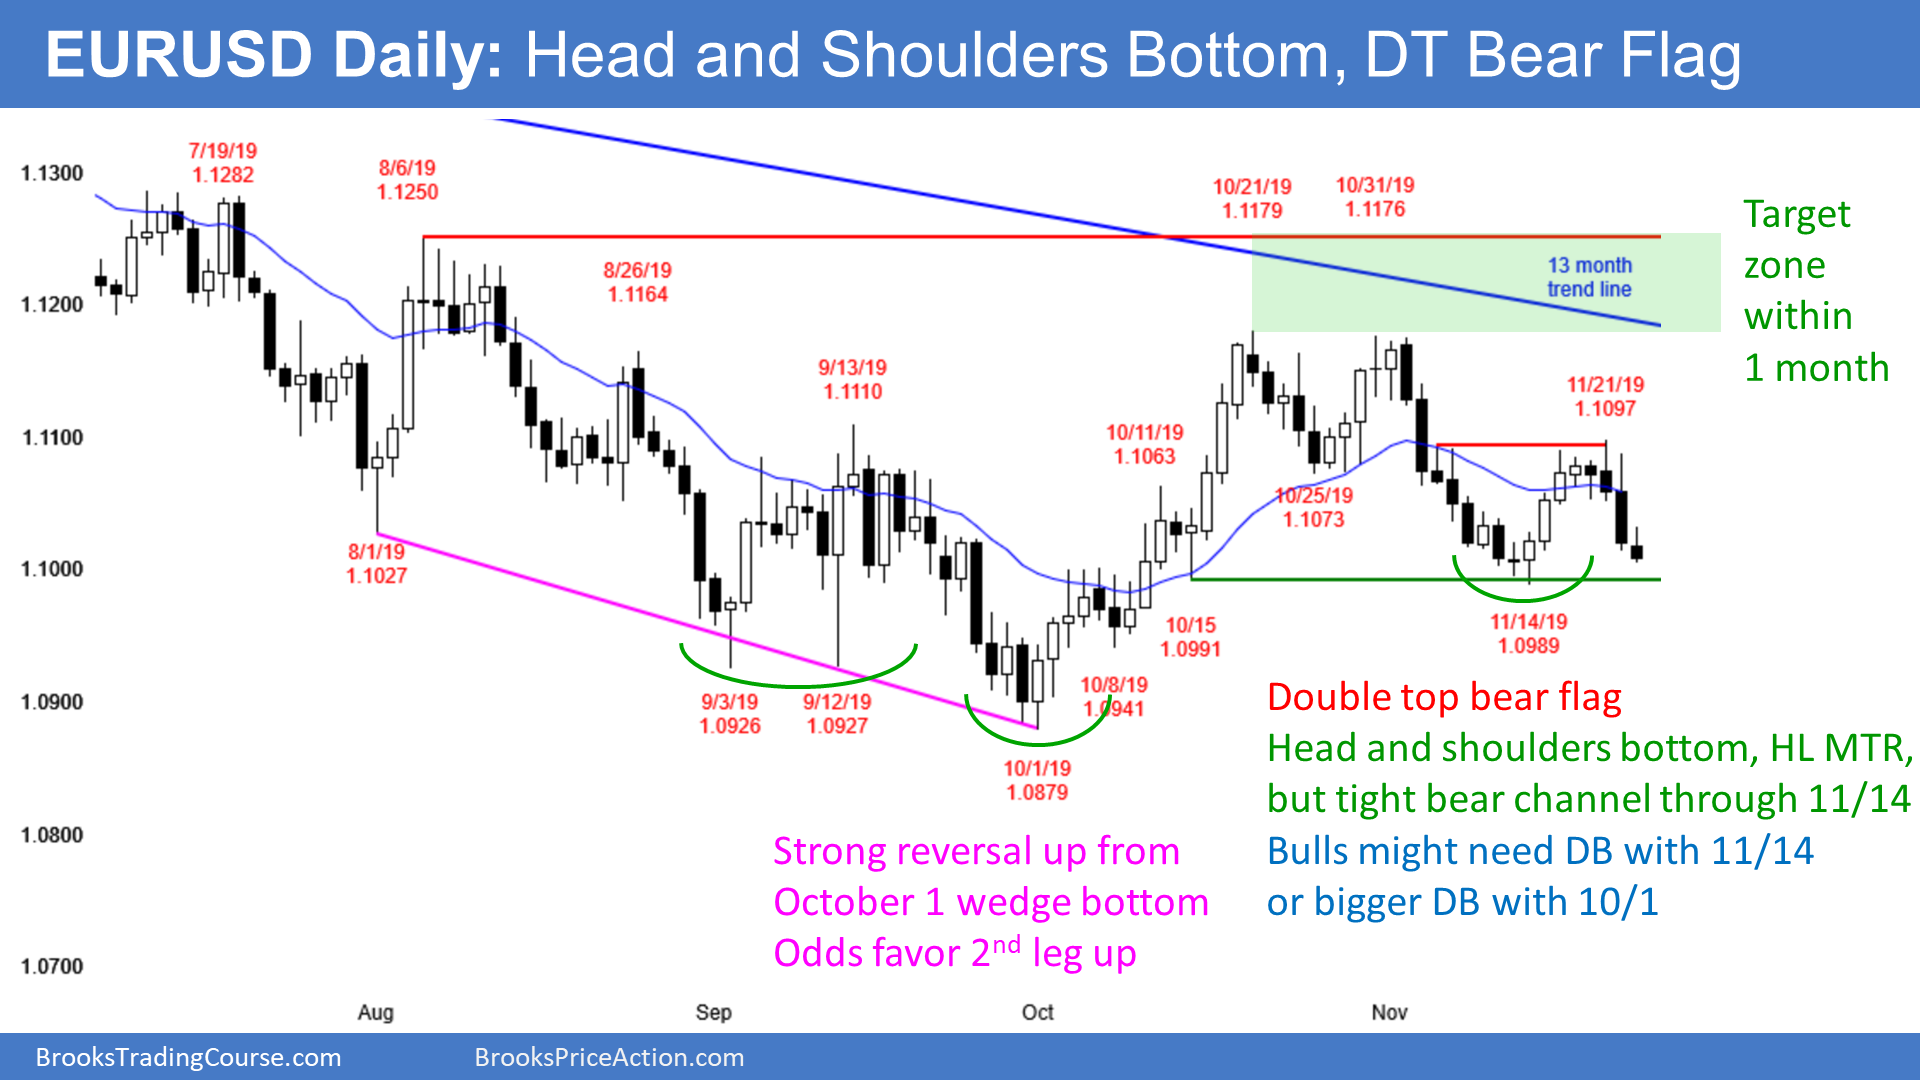 EURUSD Daily: Head and Shoulders Bottom, DT Bear Flag
1.1300
1.1200
1.1100
1.1000
1.0900
1.0800
1.0700
7/19/19
1.1282
8/6/19
1.1250
8/26/19
1.1164
9/13/19
1.1110
10/11/19
1.1063
10/21/19
1.1179
10/31/19
1.1176
13 month
trend line
Target
zone
within
1 month
11/21/19
1.1097
10/25/19
1.1073
8/1/19
1.1027
9/3/19
1.0926
9/12/19
1.0927
10/1/19
1.0879
10/8/19
1.0941
10/15
1.0991
11/14/19
1.0989
Strong reversal up from
October 1 wedge bottom
Odds favor 2nd leg up
Double top bear flag
Head and shoulders bottom, HL MTR,
but tight bear channel through 11/14
Bulls might need DB with 11/14
or bigger DB with 10/1
Aug
Sep
Oct
Nov
BrooksTradingCourse.com
BrooksPriceAction.com